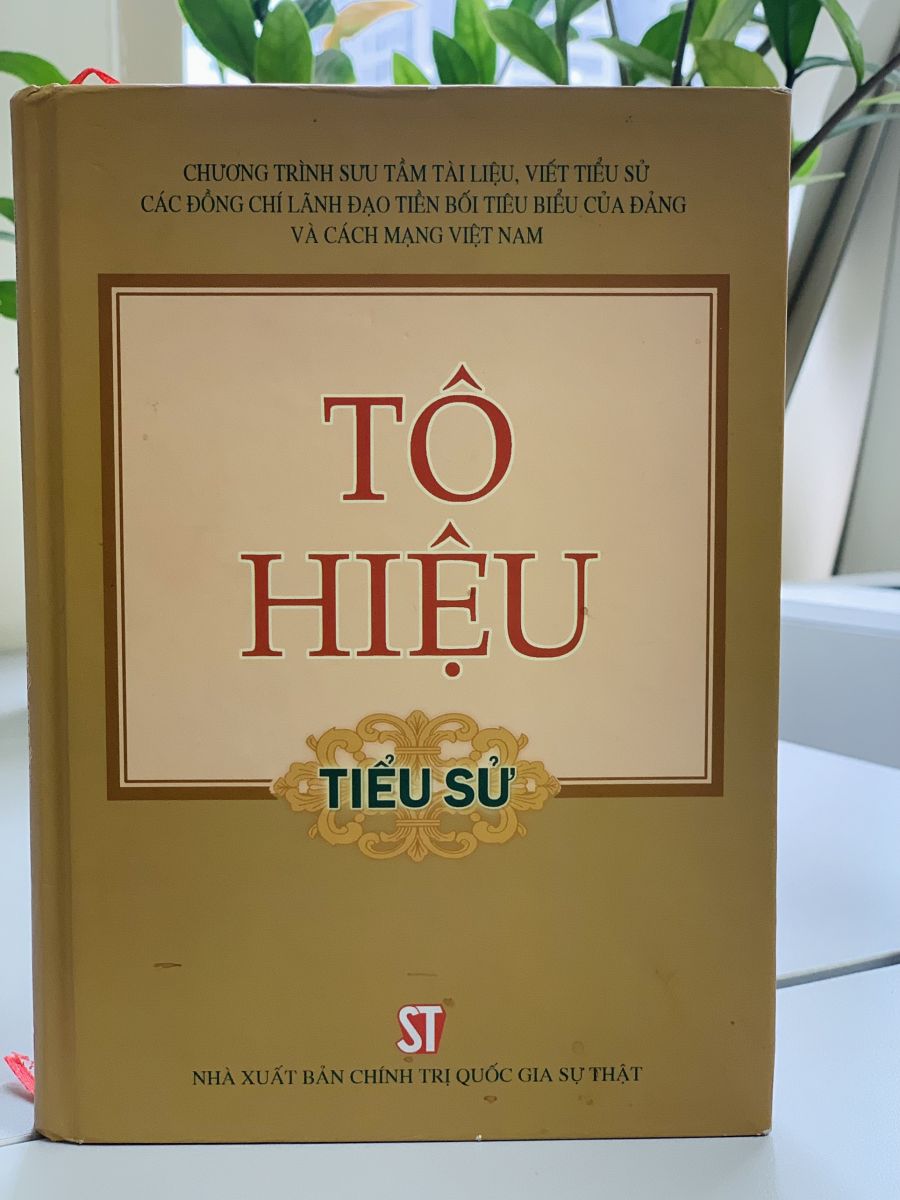 CHƯƠNG TRÌNH SƯU TẦM TÀI LIỆU, VIẾT TIỂU SỬ
CÁC ĐỒNG CHÍ LÃNH ĐẠO TIỀN BỐI TIÊU BIỂU CỦA ĐẢNG
VÀ CÁCH MẠNG VIỆT NAM
TÔ
HIỆU
TIỂU SỬ
ST
NHÀ XUẤT BẢN CHÍNH TRỊ QUỐC GIA SỰ THẬT